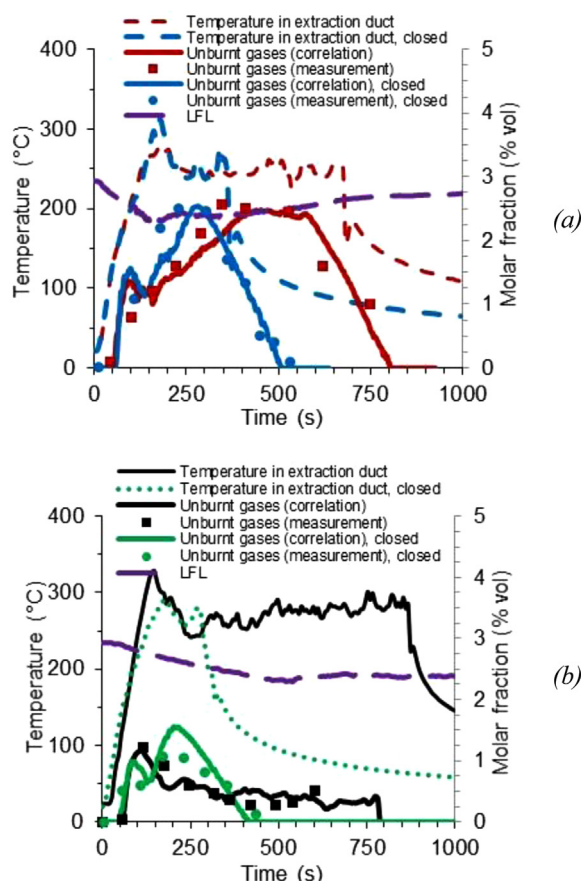 Temperature in extraction duct
Temperature in extraction duct, closed
Unburnt gases (correlation)
Unburnt gases (measurement)
Unburnt gases (correlation), closed
Unburnt gases (measurement), closed
LFL
400
300
200
100
0
5
4
3
2
1
0
0
250
500
750
1000
Temperature (°C)
Molar fraction (% vol)
Time (s)
(a)
Temperature in extraction duct
Temperature in extraction duct, closed
Unburnt gases (correlation)
Unburnt gases (measurement)
Unburnt gases (correlation), closed
Unburnt gases (measurement), closed
LFL
400
300
200
100
0
5
4
3
2
1
0
0
250
500
750
1000
Temperature (°C)
Molar fraction (% vol)
Time (s)
(b)